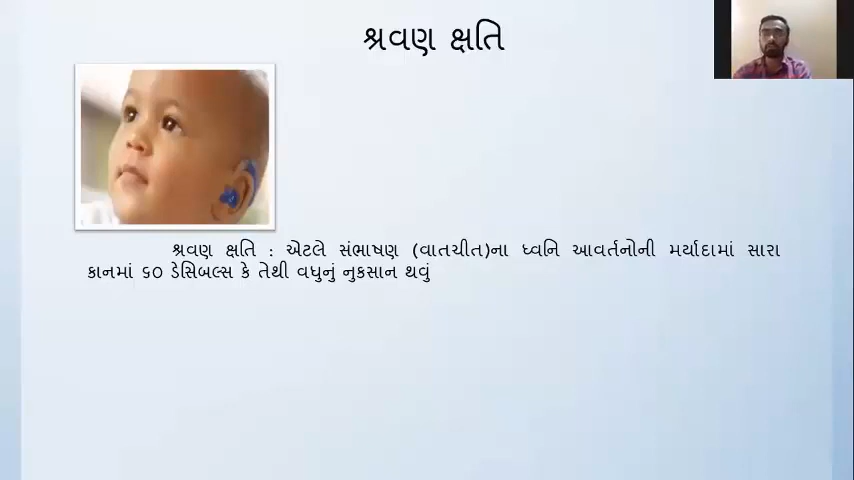 શ્રવણ ક્ષતિ
શ્રવણ ક્ષતિ : એટલે સંભાષણ (વાતચીત)ના ધ્વનિ આવર્તનોની મર્યાદામાં સારા
કાનમાં ૬૦ ડેસિબલ્સ કે તેથી વધુનું નુકસાન થવું